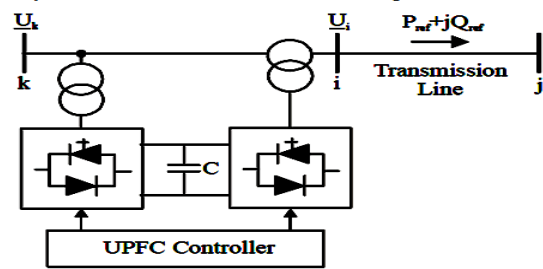 U_k
U_i
P_ref+jQ_ref
k
i
j
Transmission
Line
C
UPFC Controller